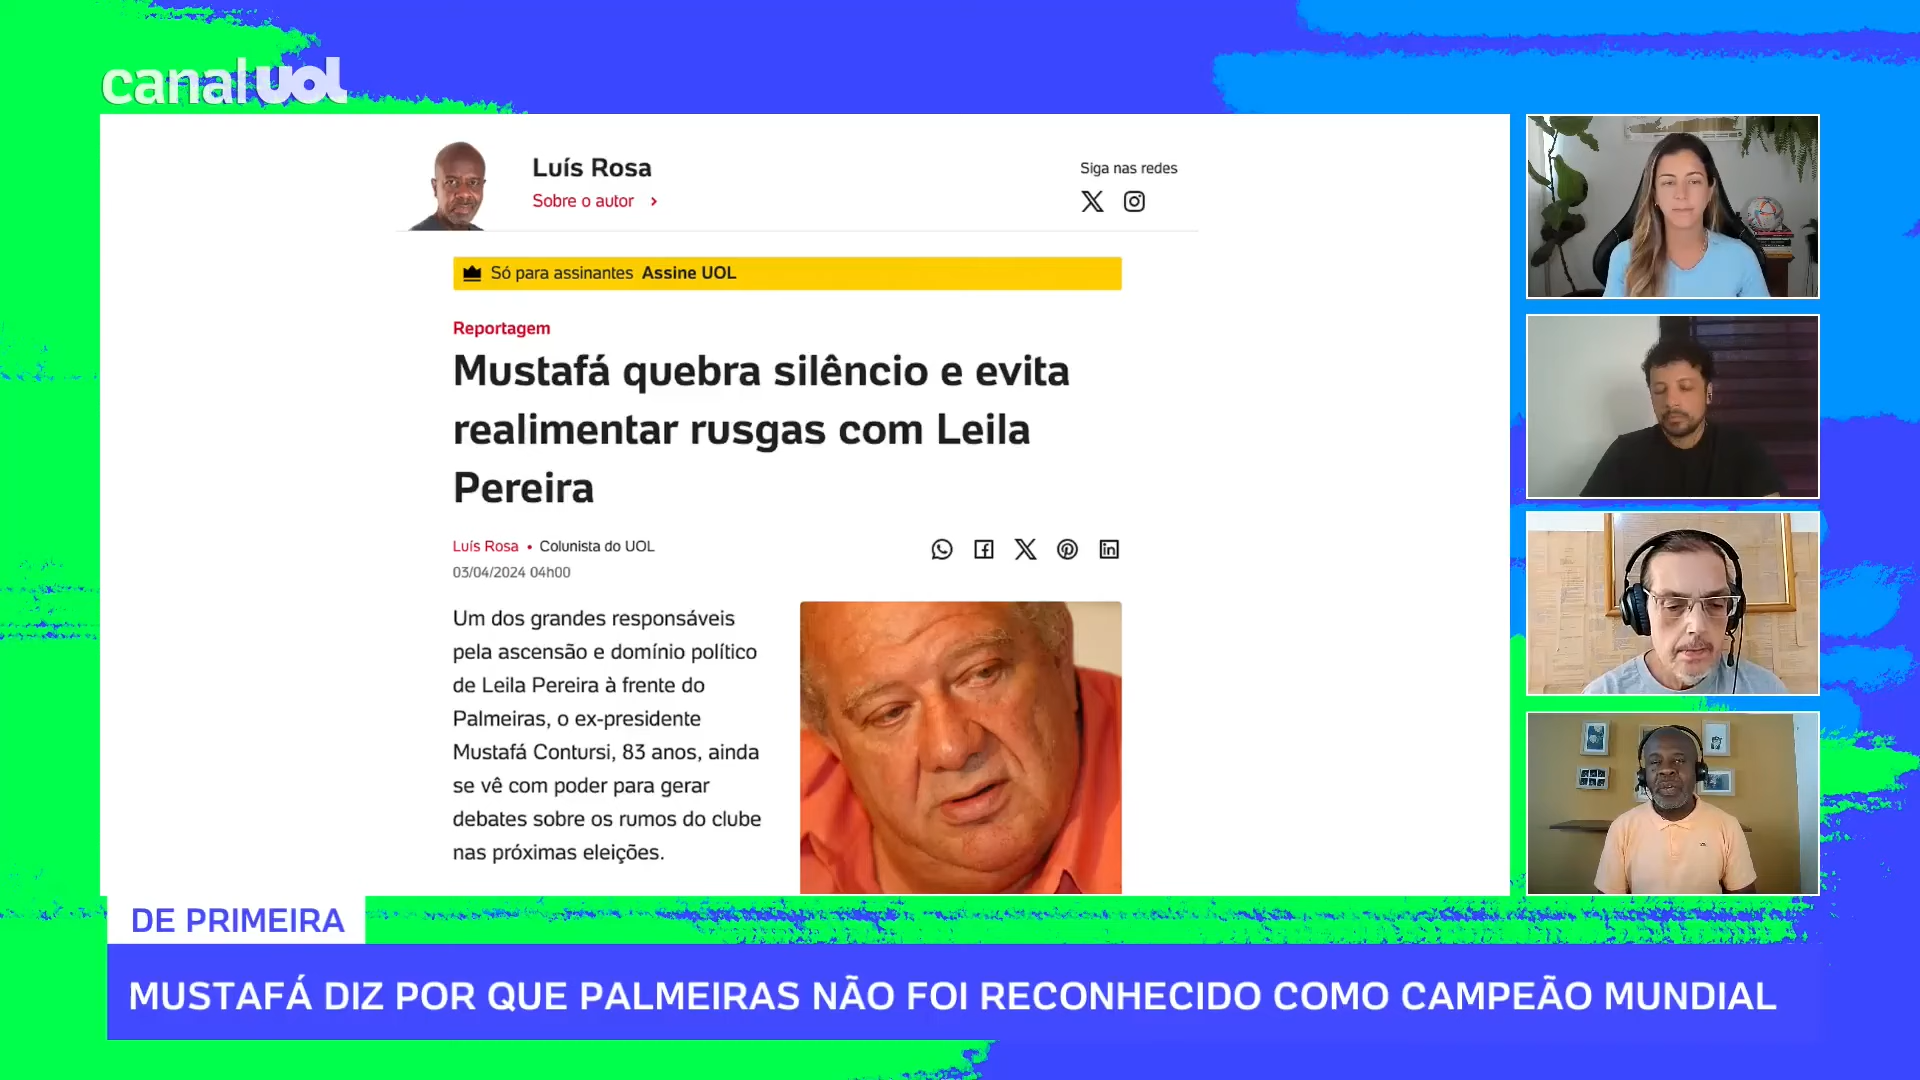 canal uol
Luís Rosa
Sobre o autor
Siga nas redes
Só para assinantes Assine UOL
Reportagem
Mustafá quebra silêncio e evita
realimentar rusgas com Leila
Pereira
Luís Rosa • Colunista do UOL
03/04/2024 04h00
Um dos grandes responsáveis
pela ascensão e domínio político
de Leila Pereira à frente do
Palmeiras, o ex-presidente
Mustafá Contursi, 83 anos, ainda
se vê com poder para gerar
debates sobre os rumos do clube
nas próximas eleições.
DE PRIMEIRA
MUSTAFÁ DIZ POR QUE PALMEIRAS NÃO FOI RECONHECIDO COMO CAMPEÃO MUNDIAL